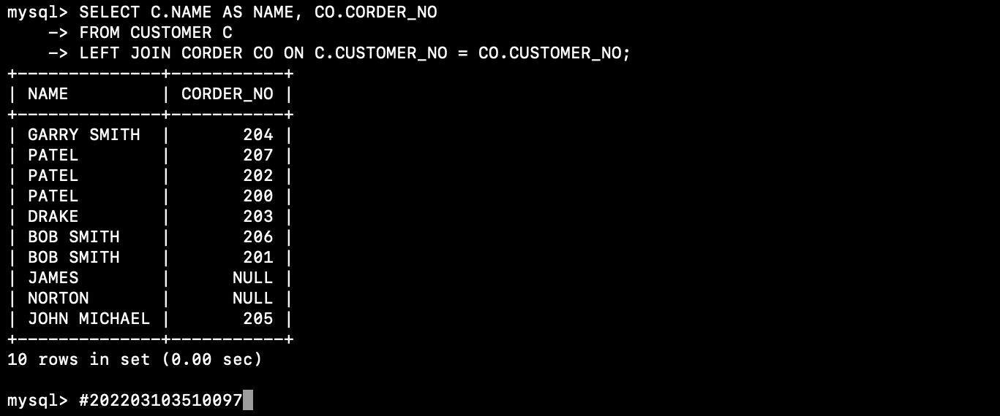 mysql> SELECT C.NAME AS NAME, CO.CORDER_NO
    -> FROM CUSTOMER C
    -> LEFT JOIN CORDER CO ON C.CUSTOMER_NO = CO.CUSTOMER_NO;
+--------------+-----------+
| NAME         | CORDER_NO |
+--------------+-----------+
| GARRY SMITH  |       204 |
| PATEL        |       207 |
| PATEL        |       202 |
| PATEL        |       200 |
| DRAKE        |       203 |
| BOB SMITH    |       206 |
| BOB SMITH    |       201 |
| JAMES        |      NULL |
| NORTON       |      NULL |
| JOHN MICHAEL |       205 |
+--------------+-----------+
10 rows in set (0.00 sec)

mysql> #202203103510097